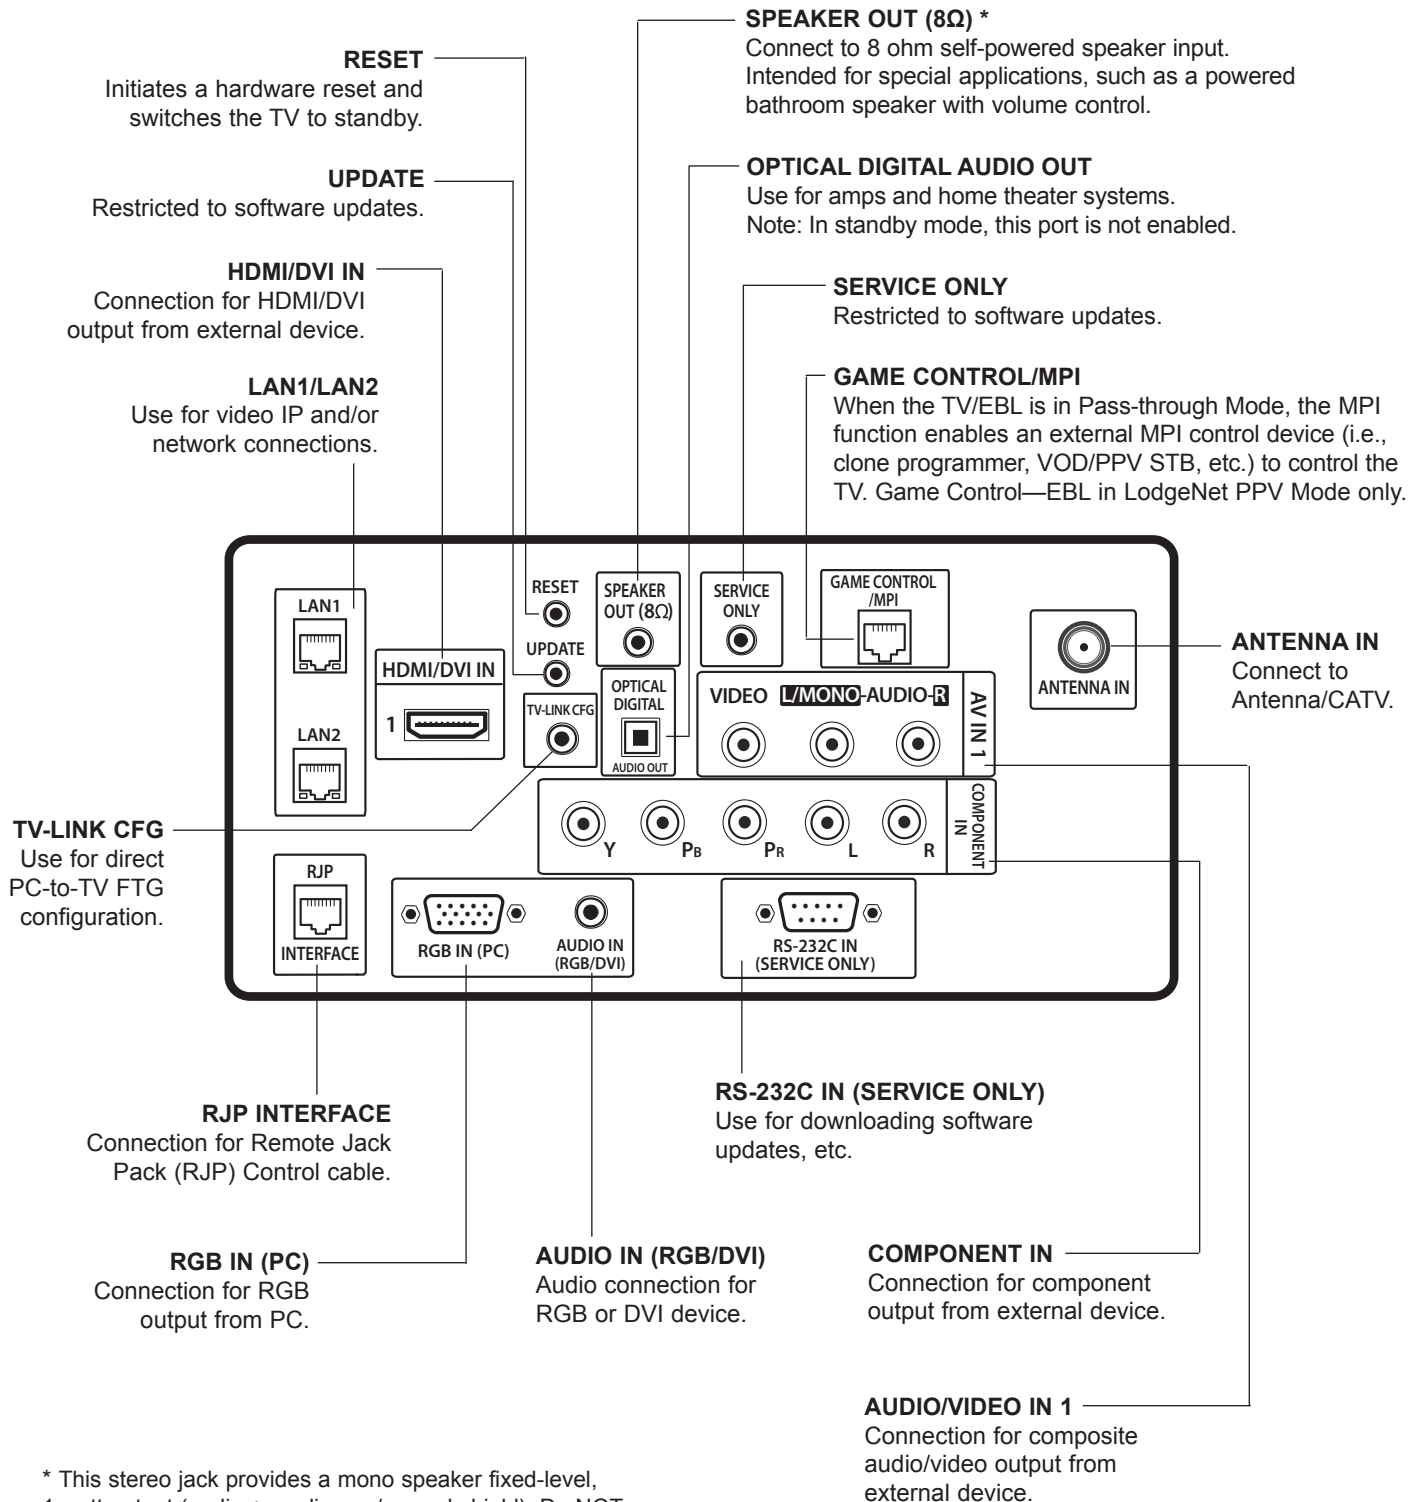 SPEAKER OUT (8Ω) *
Connect to 8 ohm self-powered speaker input.
Intended for special applications, such as a powered
bathroom speaker with volume control.
RESET
Initiates a hardware reset and
switches the TV to standby.
OPTICAL DIGITAL AUDIO OUT
Use for amps and home theater systems.
Note: In standby mode, this port is not enabled.
UPDATE
Restricted to software updates.
HDMI/DVI IN
Connection for HDMI/DVI
output from external device.
SERVICE ONLY
Restricted to software updates.
LAN1/LAN2
Use for video IP and/or
network connections.
GAME CONTROL/MPI
When the TV/EBL is in Pass-through Mode, the MPI
function enables an external MPI control device (i.e.,
clone programmer, VOD/PPV STB, etc.) to control the
TV. Game Control—EBL in LodgeNet PPV Mode only.
LAN1
LAN2
HDMI/DVI IN
1
RESET
UPDATE
TV-LINK CFG
SPEAKER
OUT (8Ω)
OPTICAL
DIGITAL
AUDIO OUT
SERVICE
ONLY
GAME CONTROL
/MPI
VIDEO L/MONO-AUDIO-R
AV IN 1
ANTENNA IN
Y PB PR L R
COMPONENT
IN
RJP
INTERFACE
RGB IN (PC)
AUDIO IN
(RGB/DVI)
RS-232C IN
(SERVICE ONLY)
ANTENNA IN
Connect to
Antenna/CATV.
TV-LINK CFG
Use for direct
PC-to-TV FTG
configuration.
RS-232C IN (SERVICE ONLY)
Use for downloading software
updates, etc.
RJP INTERFACE
Connection for Remote Jack
Pack (RJP) Control cable.
RGB IN (PC)
Connection for RGB
output from PC.
AUDIO IN (RGB/DVI)
Audio connection for
RGB or DVI device.
COMPONENT IN
Connection for component
output from external device.
AUDIO/VIDEO IN 1
Connection for composite
audio/video output from
external device.
* This stereo jack provides a mono speaker fixed-level,